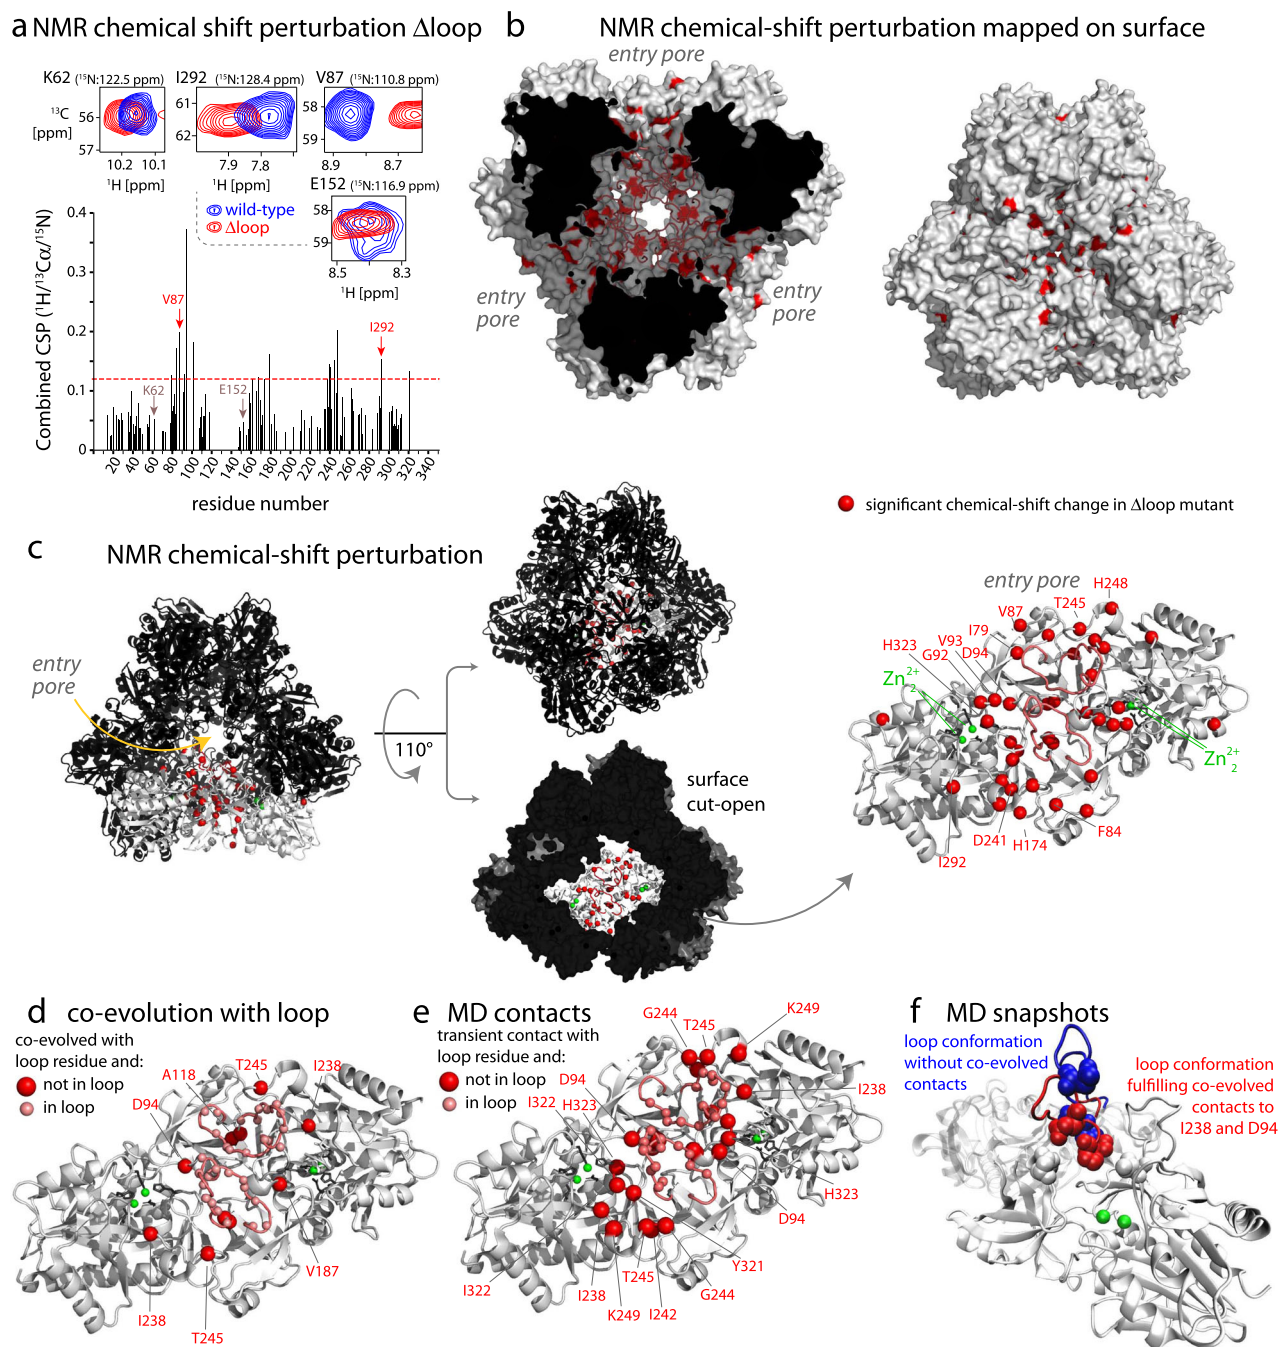 a NMR chemical shift perturbation Δloop
K62 (¹⁵N:122.5 ppm)
I292 (¹⁵N:128.4 ppm)
V87 (¹⁵N:110.8 ppm)
¹³C
[ppm]
56
57
10.2 10.1
¹H [ppm]
61
62
7.9 7.8
¹H [ppm]
58
59
8.9 8.7
E152 (¹⁵N:116.9 ppm)
58
59
8.5 8.3
¹H [ppm]
wild-type
Δloop
Combined CSP (¹H/¹³Cα/¹⁵N)
0.4
0.3
0.2
0.1
0
V87
I292
K62
E152
20 40 60 80 100 120 140 160 180 200 220 240 260 280 300 320 340
residue number
b NMR chemical-shift perturbation mapped on surface
entry pore
entry
pore
entry
pore
significant chemical-shift change in Δloop mutant
c NMR chemical-shift perturbation
entry
pore
110°
surface
cut-open
entry pore
H248
V87
T245
I79
V93
D94
H323
G92
Zn₂²⁺
Zn₂²⁺
F84
D241
H174
I292
d co-evolution with loop
co-evolved with
loop residue and:
not in loop
in loop
T245
I238
A118
D94
V187
I238
T245
e MD contacts
transient contact with
loop residue and:
not in loop
in loop
G244
T245
K249
D94
I322
H323
I238
H323
D94
Y321
G244
I242
T245
K249
I238
I322
f MD snapshots
loop conformation
without co-evolved
contacts
loop conformation
fulfilling co-evolved
contacts to
I238 and D94